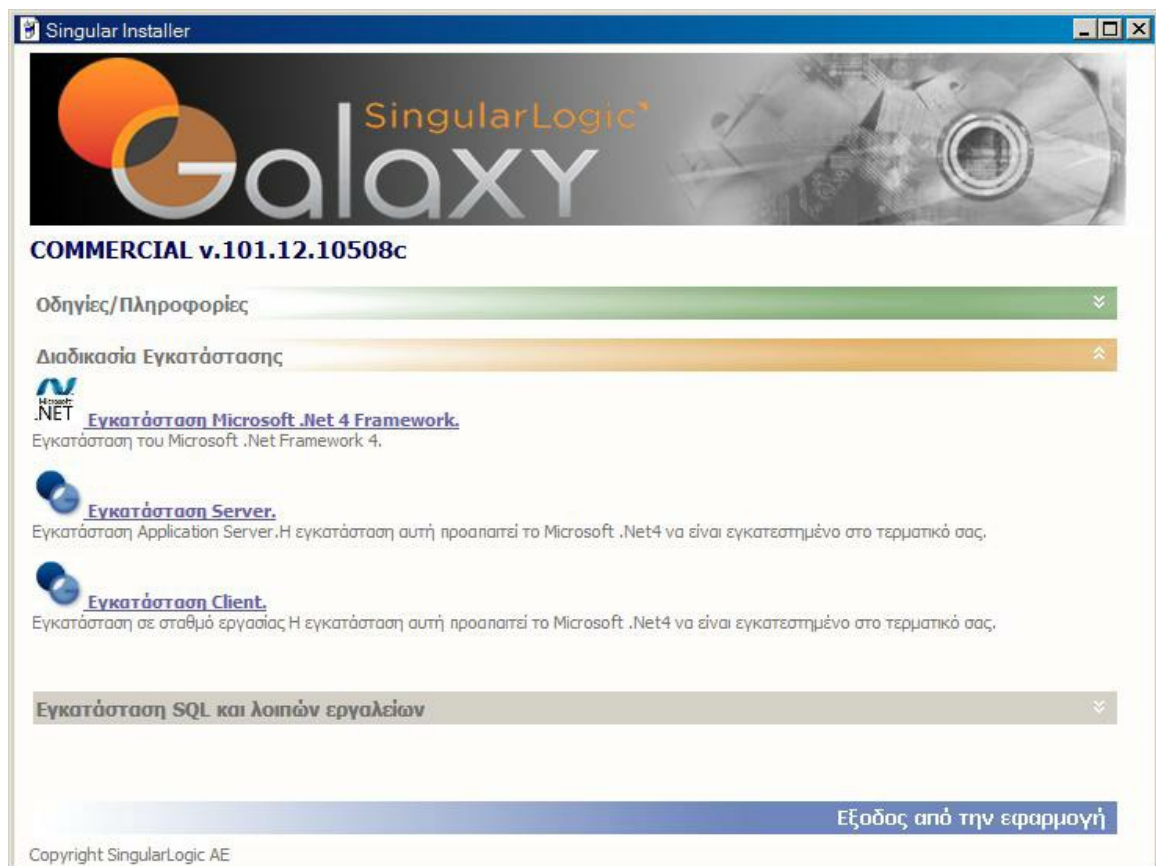 Singular Installer
SingularLogic
Galaxy
COMMERCIAL v.101.12.10508c
Οδηγίες/Πληροφορίες
Διαδικασία Εγκατάστασης
Microsoft
.NET
Εγκατάσταση Microsoft .Net 4 Framework.
Εγκατάσταση του Microsoft .Net Framework 4.
Εγκατάσταση Server.
Εγκατάσταση Application Server.Η εγκατάσταση αυτή προαπαιτεί το Microsoft .Net4 να είναι εγκατεστημένο στο τερματικό σας.
Εγκατάσταση Client.
Εγκατάσταση σε σταθμό εργασίας Η εγκατάσταση αυτή προαπαιτεί το Microsoft .Net4 να είναι εγκατεστημένο στο τερματικό σας.
Εγκατάσταση SQL και λοιπών εργαλείων
Εξοδος από την εφαρμογή
Copyright SingularLogic AE